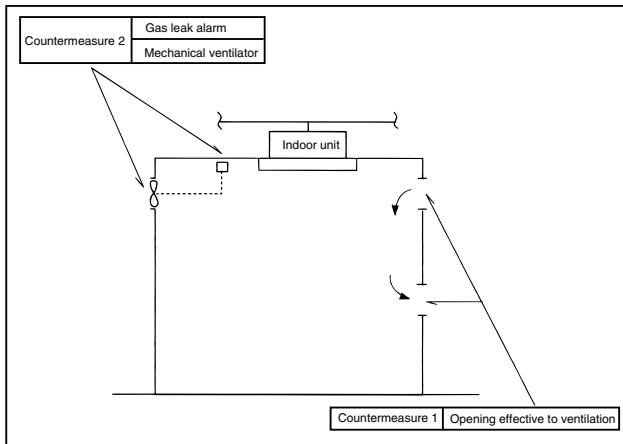 Countermeasure 2
Gas leak alarm
Mechanical ventilator
Indoor unit
Countermeasure 1
Opening effective to ventilation